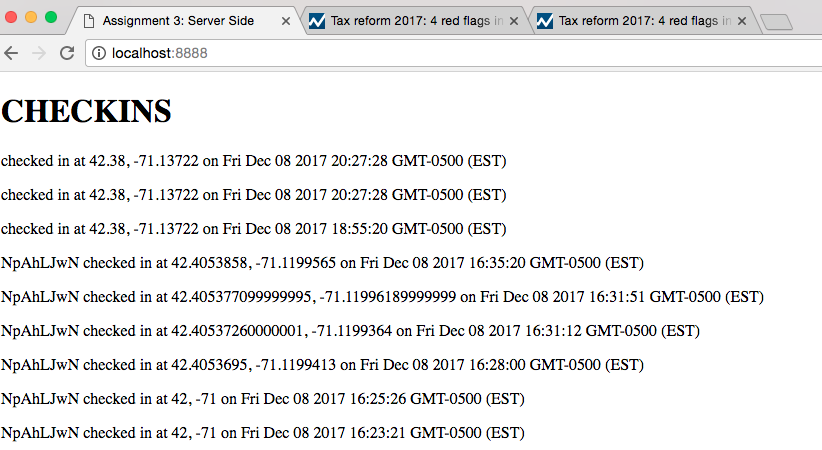 Assignment 3: Server Side
Tax reform 2017: 4 red flags in
Tax reform 2017: 4 red flags in
localhost:8888
CHECKINS
checked in at 42.38, -71.13722 on Fri Dec 08 2017 20:27:28 GMT-0500 (EST)
checked in at 42.38, -71.13722 on Fri Dec 08 2017 20:27:28 GMT-0500 (EST)
checked in at 42.38, -71.13722 on Fri Dec 08 2017 18:55:20 GMT-0500 (EST)
NpAhLJwN checked in at 42.4053858, -71.1199565 on Fri Dec 08 2017 16:35:20 GMT-0500 (EST)
NpAhLJwN checked in at 42.405377099999995, -71.11996189999999 on Fri Dec 08 2017 16:31:51 GMT-0500 (EST)
NpAhLJwN checked in at 42.40537260000001, -71.1199364 on Fri Dec 08 2017 16:31:12 GMT-0500 (EST)
NpAhLJwN checked in at 42.4053695, -71.1199413 on Fri Dec 08 2017 16:28:00 GMT-0500 (EST)
NpAhLJwN checked in at 42, -71 on Fri Dec 08 2017 16:25:26 GMT-0500 (EST)
NpAhLJwN checked in at 42, -71 on Fri Dec 08 2017 16:23:21 GMT-0500 (EST)